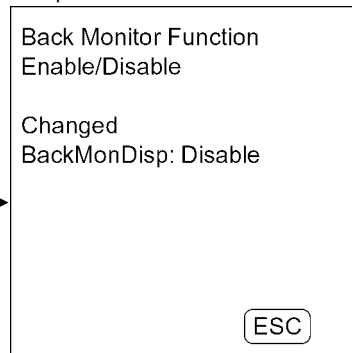 Back Monitor Function
Enable/Disable
Changed
BackMonDisp: Disable
ESC